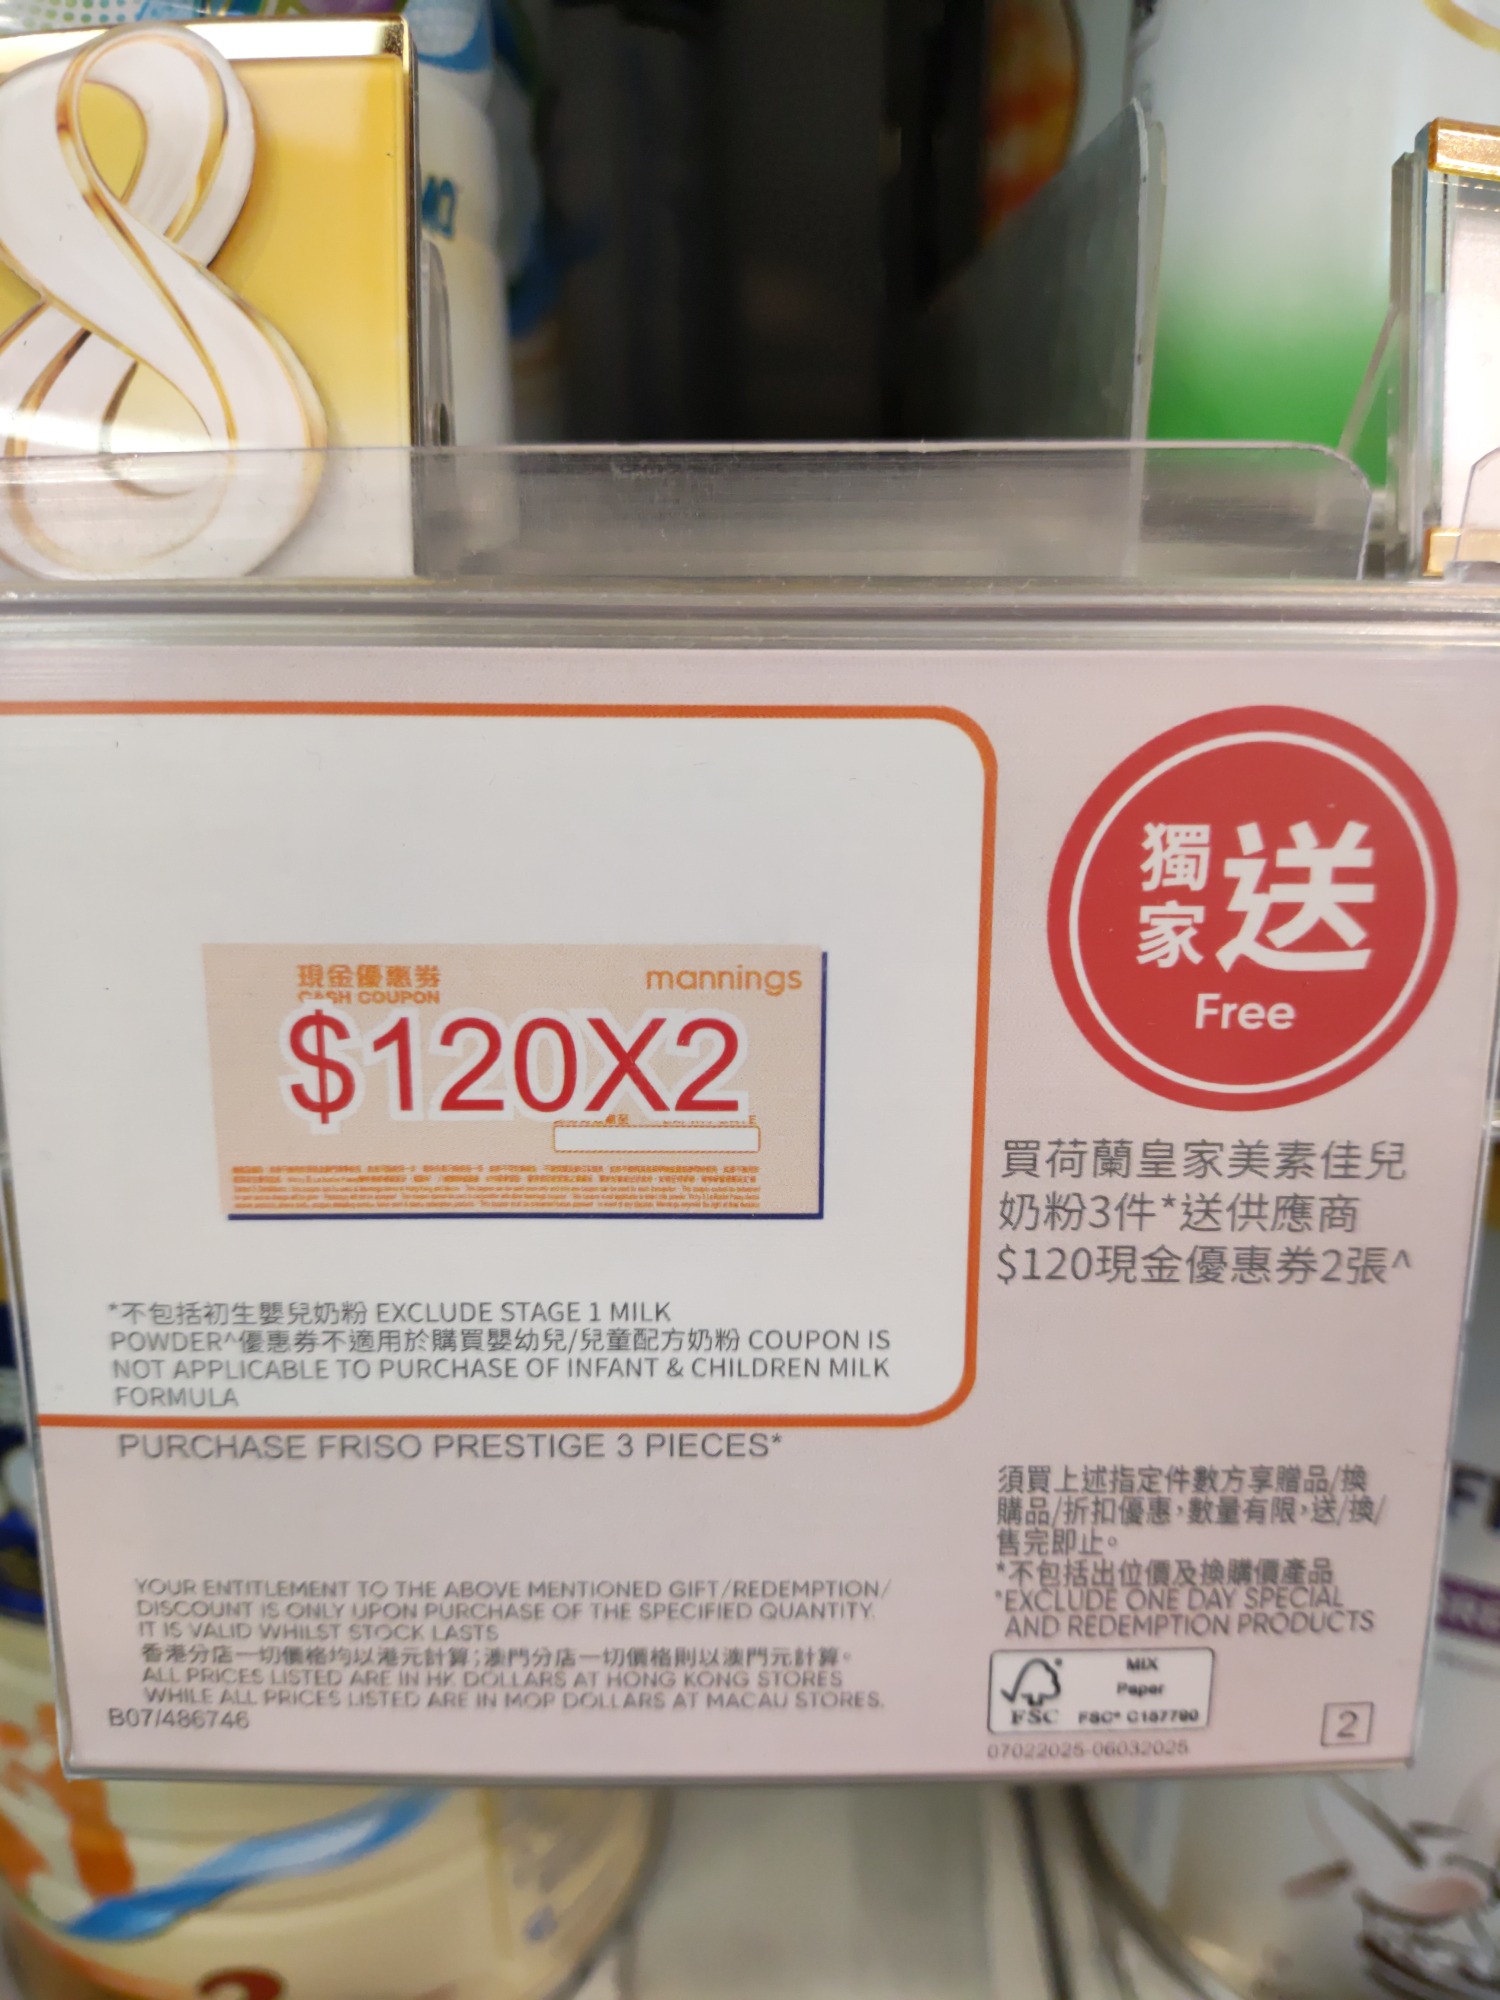 8
獨家送
Free
現金優惠券
CASH COUPON
mannings
$120X2
買荷蘭皇家美素佳兒
奶粉3件*送供應商
$120現金優惠券2張^
*不包括初生嬰兒奶粉 EXCLUDE STAGE 1 MILK
POWDER^優惠券不適用於購買嬰幼兒/兒童配方奶粉 COUPON IS
NOT APPLICABLE TO PURCHASE OF INFANT & CHILDREN MILK
FORMULA
PURCHASE FRISO PRESTIGE 3 PIECES*
須買上述指定件數方享贈品/換
購品/折扣優惠,數量有限,送/換/
售完即止。
*不包括出位價及換購價產品
*EXCLUDE ONE DAY SPECIAL
AND REDEMPTION PRODUCTS
YOUR ENTITLEMENT TO THE ABOVE MENTIONED GIFT/REDEMPTION/
DISCOUNT IS ONLY UPON PURCHASE OF THE SPECIFIED QUANTITY.
IT IS VALID WHILST STOCK LASTS
香港分店一切價格均以港元計算;澳門分店一切價格則以澳門元計算。
ALL PRICES LISTED ARE IN HK DOLLARS AT HONG KONG STORES
WHILE ALL PRICES LISTED ARE IN MOP DOLLARS AT MACAU STORES.
B07/486746
MIX
Paper
FSC FSC® C157790
2
07022025-06032025